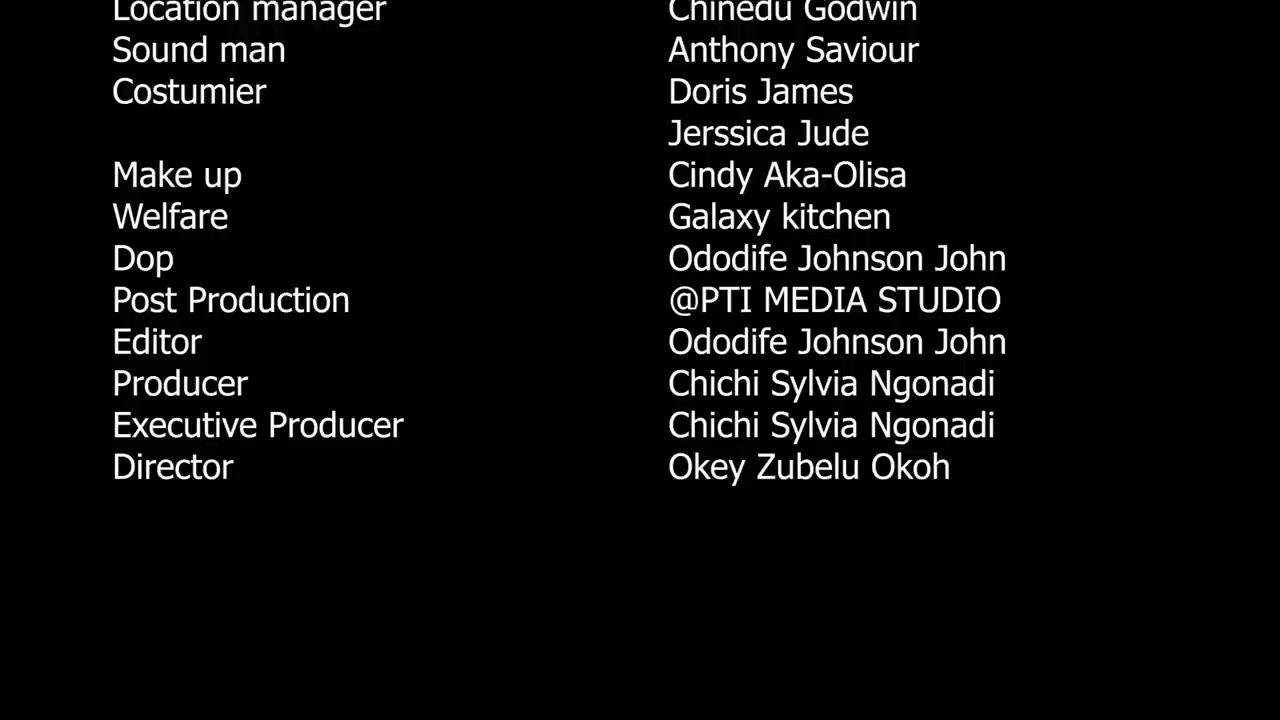 Location manager Chinedu Godwin
Sound man Anthony Saviour
Costumier Doris James
Jerssica Jude
Make up Cindy Aka-Olisa
Welfare Galaxy kitchen
Dop Ododife Johnson John
Post Production @PTI MEDIA STUDIO
Editor Ododife Johnson John
Producer Chichi Sylvia Ngonadi
Executive Producer Chichi Sylvia Ngonadi
Director Okey Zubelu Okoh